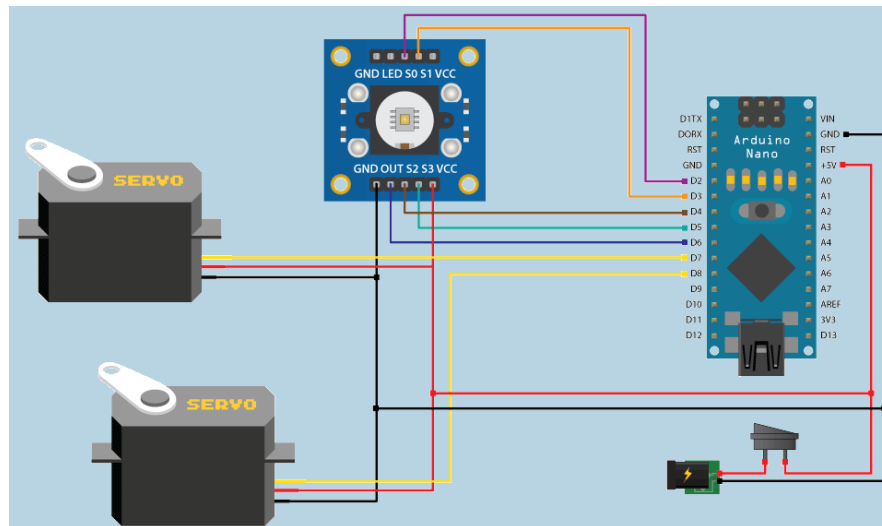 GND LED S0 S1 VCC
GND OUT S2 S3 VCC
SERVO
SERVO
Arduino
Nano
D1TX
DORX
RST
GND
D2
D3
D4
D5
D6
D7
D8
D9
D10
D11
D12
VIN
GND
RST
+5V
A0
A1
A2
A3
A4
A5
A6
A7
AREF
3V3
D13